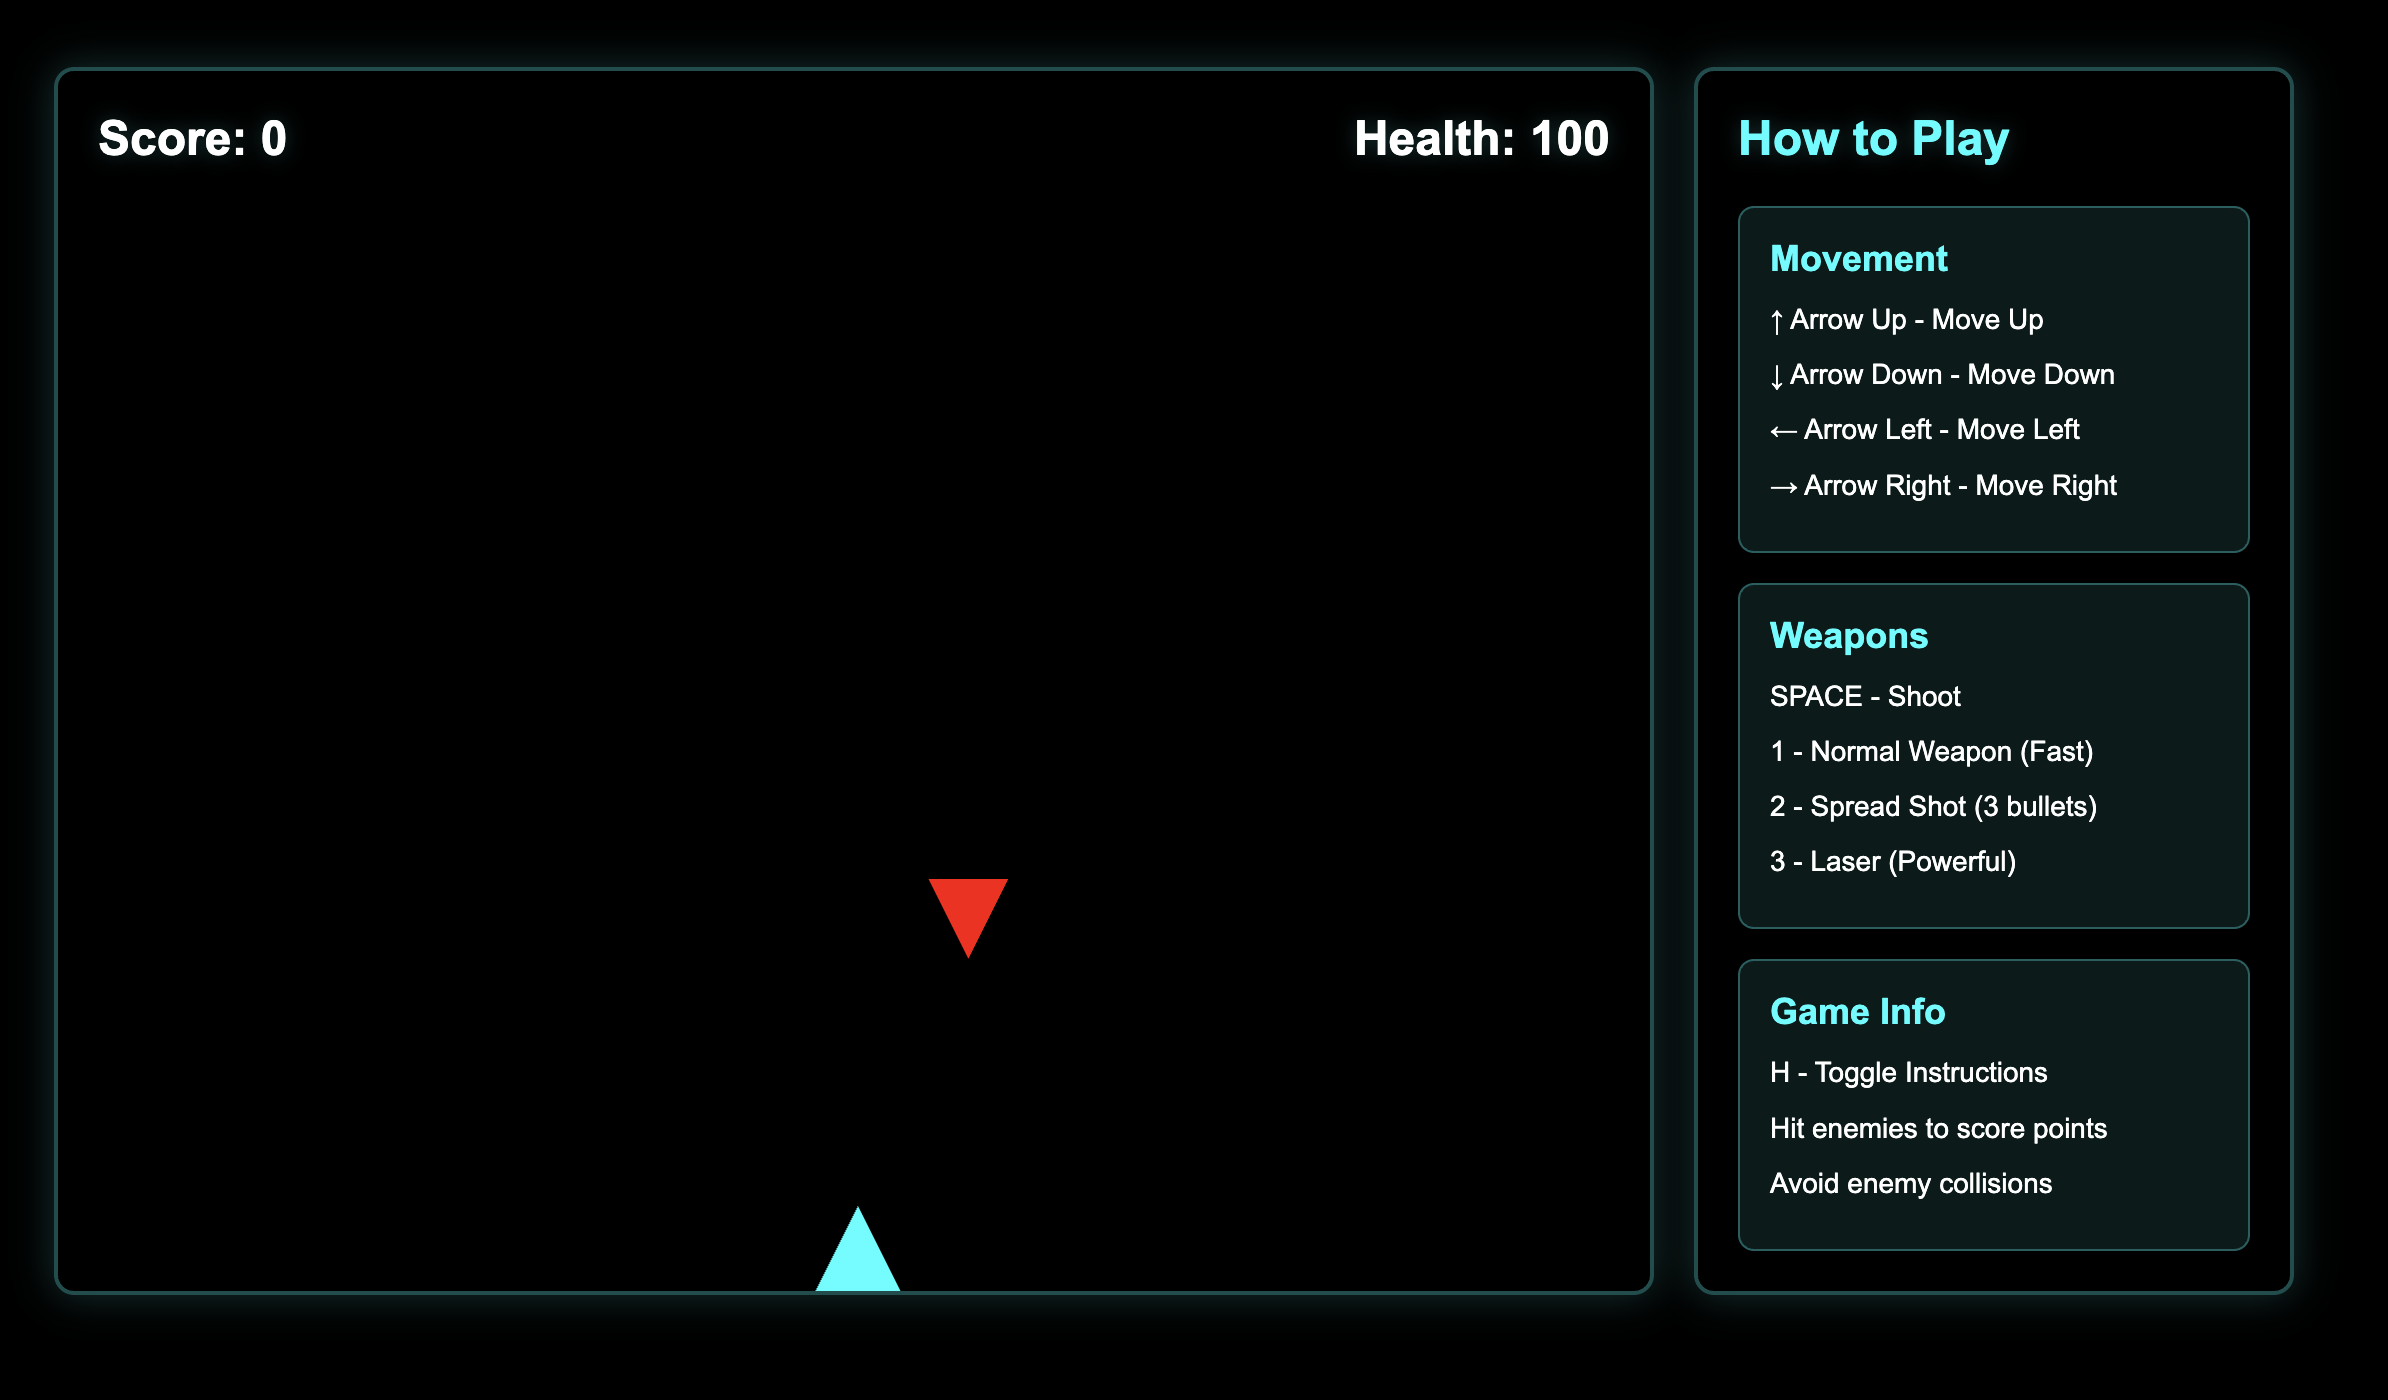 Score: 0
Health: 100
How to Play
Movement
↑ Arrow Up - Move Up
↓ Arrow Down - Move Down
← Arrow Left - Move Left
→ Arrow Right - Move Right
Weapons
SPACE - Shoot
1 - Normal Weapon (Fast)
2 - Spread Shot (3 bullets)
3 - Laser (Powerful)
Game Info
H - Toggle Instructions
Hit enemies to score points
Avoid enemy collisions